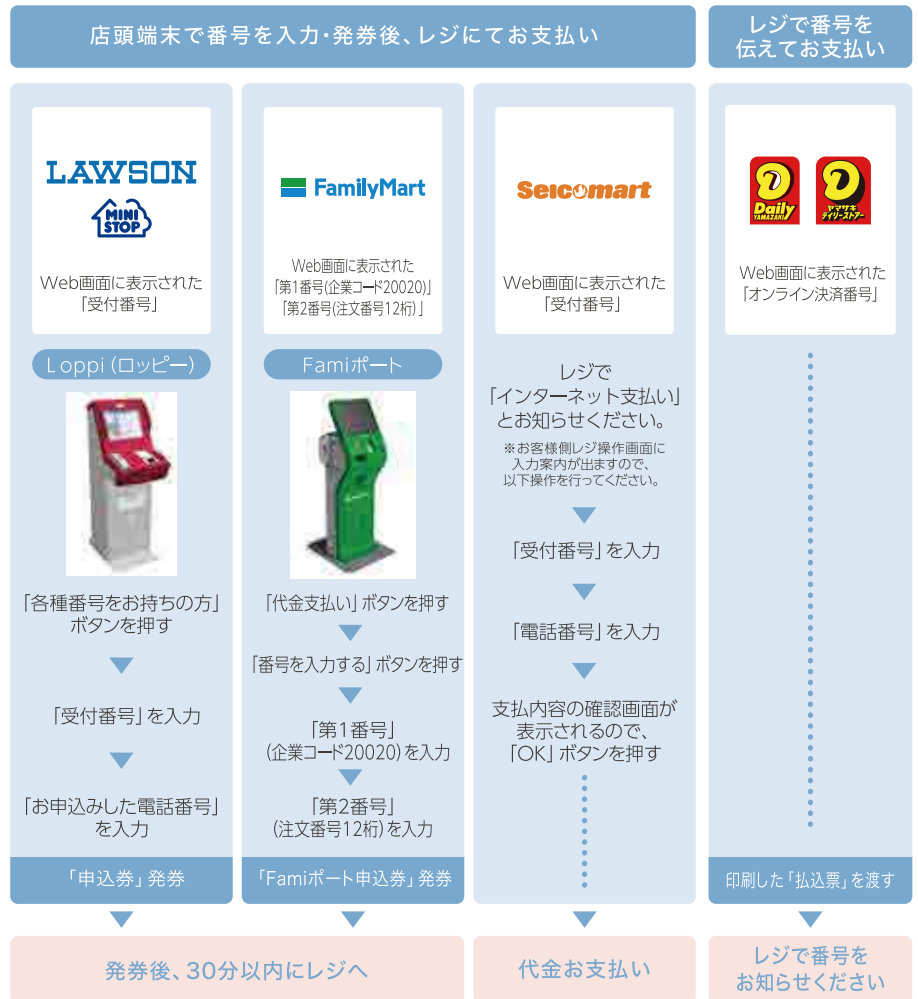 店頭端末で番号を入力・発券後、レジにてお支払い
レジで番号を
伝えてお支払い
LAWSON
MINI
STOP
Web画面に表示された
「受付番号」
Loppi(ロッピー)
「各種番号をお持ちの方」
ボタンを押す
「受付番号」を入力
「お申込みした電話番号」
を入力
「申込券」発券
FamilyMart
Web画面に表示された
「第1番号(企業コード20020)」
「第2番号(注文番号12桁)」
Famiポート
「代金支払い」ボタンを押す
「番号を入力する」ボタンを押す
「第1番号」
(企業コード20020)を入力
「第2番号」
(注文番号12桁)を入力
「Famiポート申込券」発券
発券後、30分以内にレジへ
Seicomart
Web画面に表示された
「受付番号」
レジで
「インターネット支払い」
とお知らせください。
※お客様側レジ操作画面に
入力案内が出ますので、
以下操作を行ってください。
「受付番号」を入力
「電話番号」を入力
支払内容の確認画面が
表示されるので、
「OK」ボタンを押す
代金お支払い
Daily
YAMAZAKI
ヤマザキ
デイリーストアー
Web画面に表示された
「オンライン決済番号」
印刷した「払込票」を渡す
レジで番号を
お知らせください